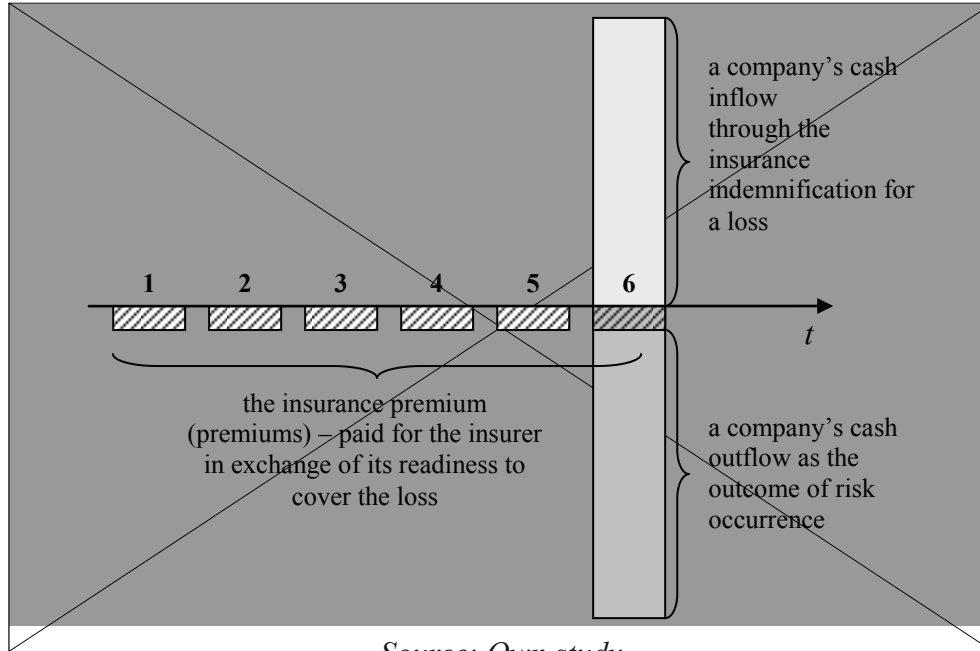 a company’s cash
inflow
through the
insurance
indemnification for
a loss
1 2 3 4 5 6
t
the insurance premium
(premiums) – paid for the insurer
in exchange of its readiness to
cover the loss
a company’s cash
outflow as the
outcome of risk
occurrence
Source: Own study